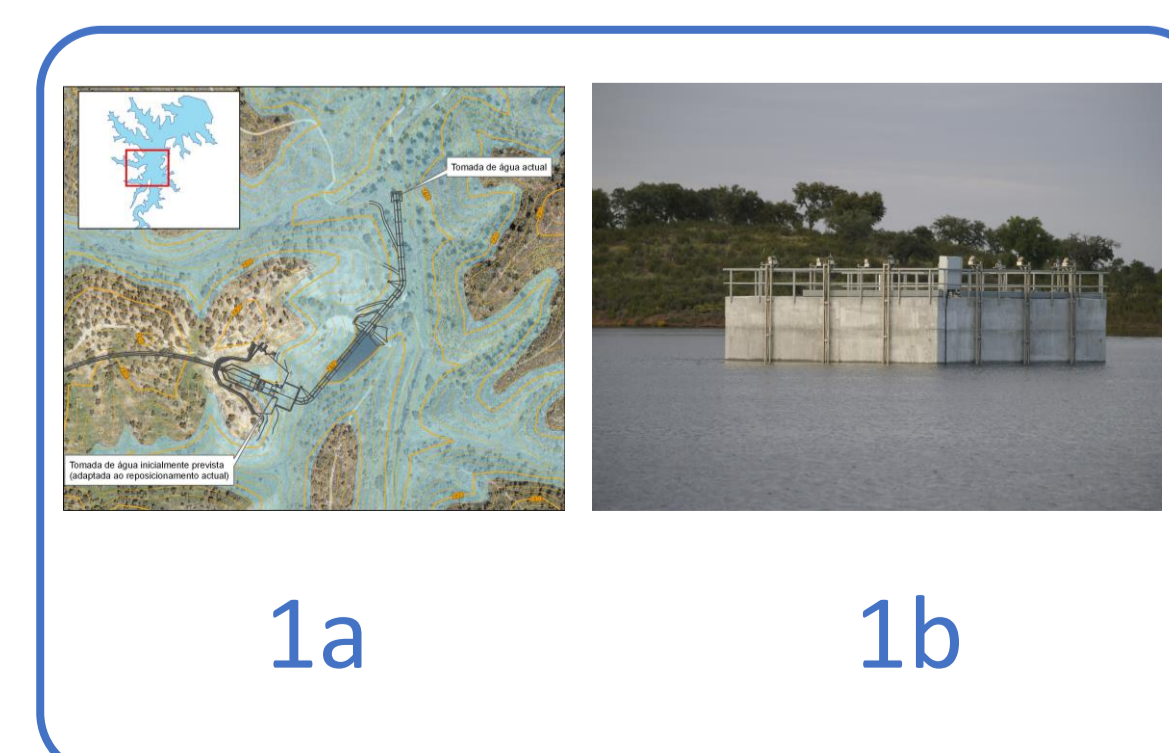 Tomada de água actual
Tomada de água inicialmente prevista
(adaptada ao reposicionamento actual)
1a
1b